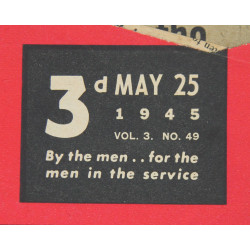 3d MAY 25
1945
VOL. 3. NO. 49
By the men . . for the
men in the service